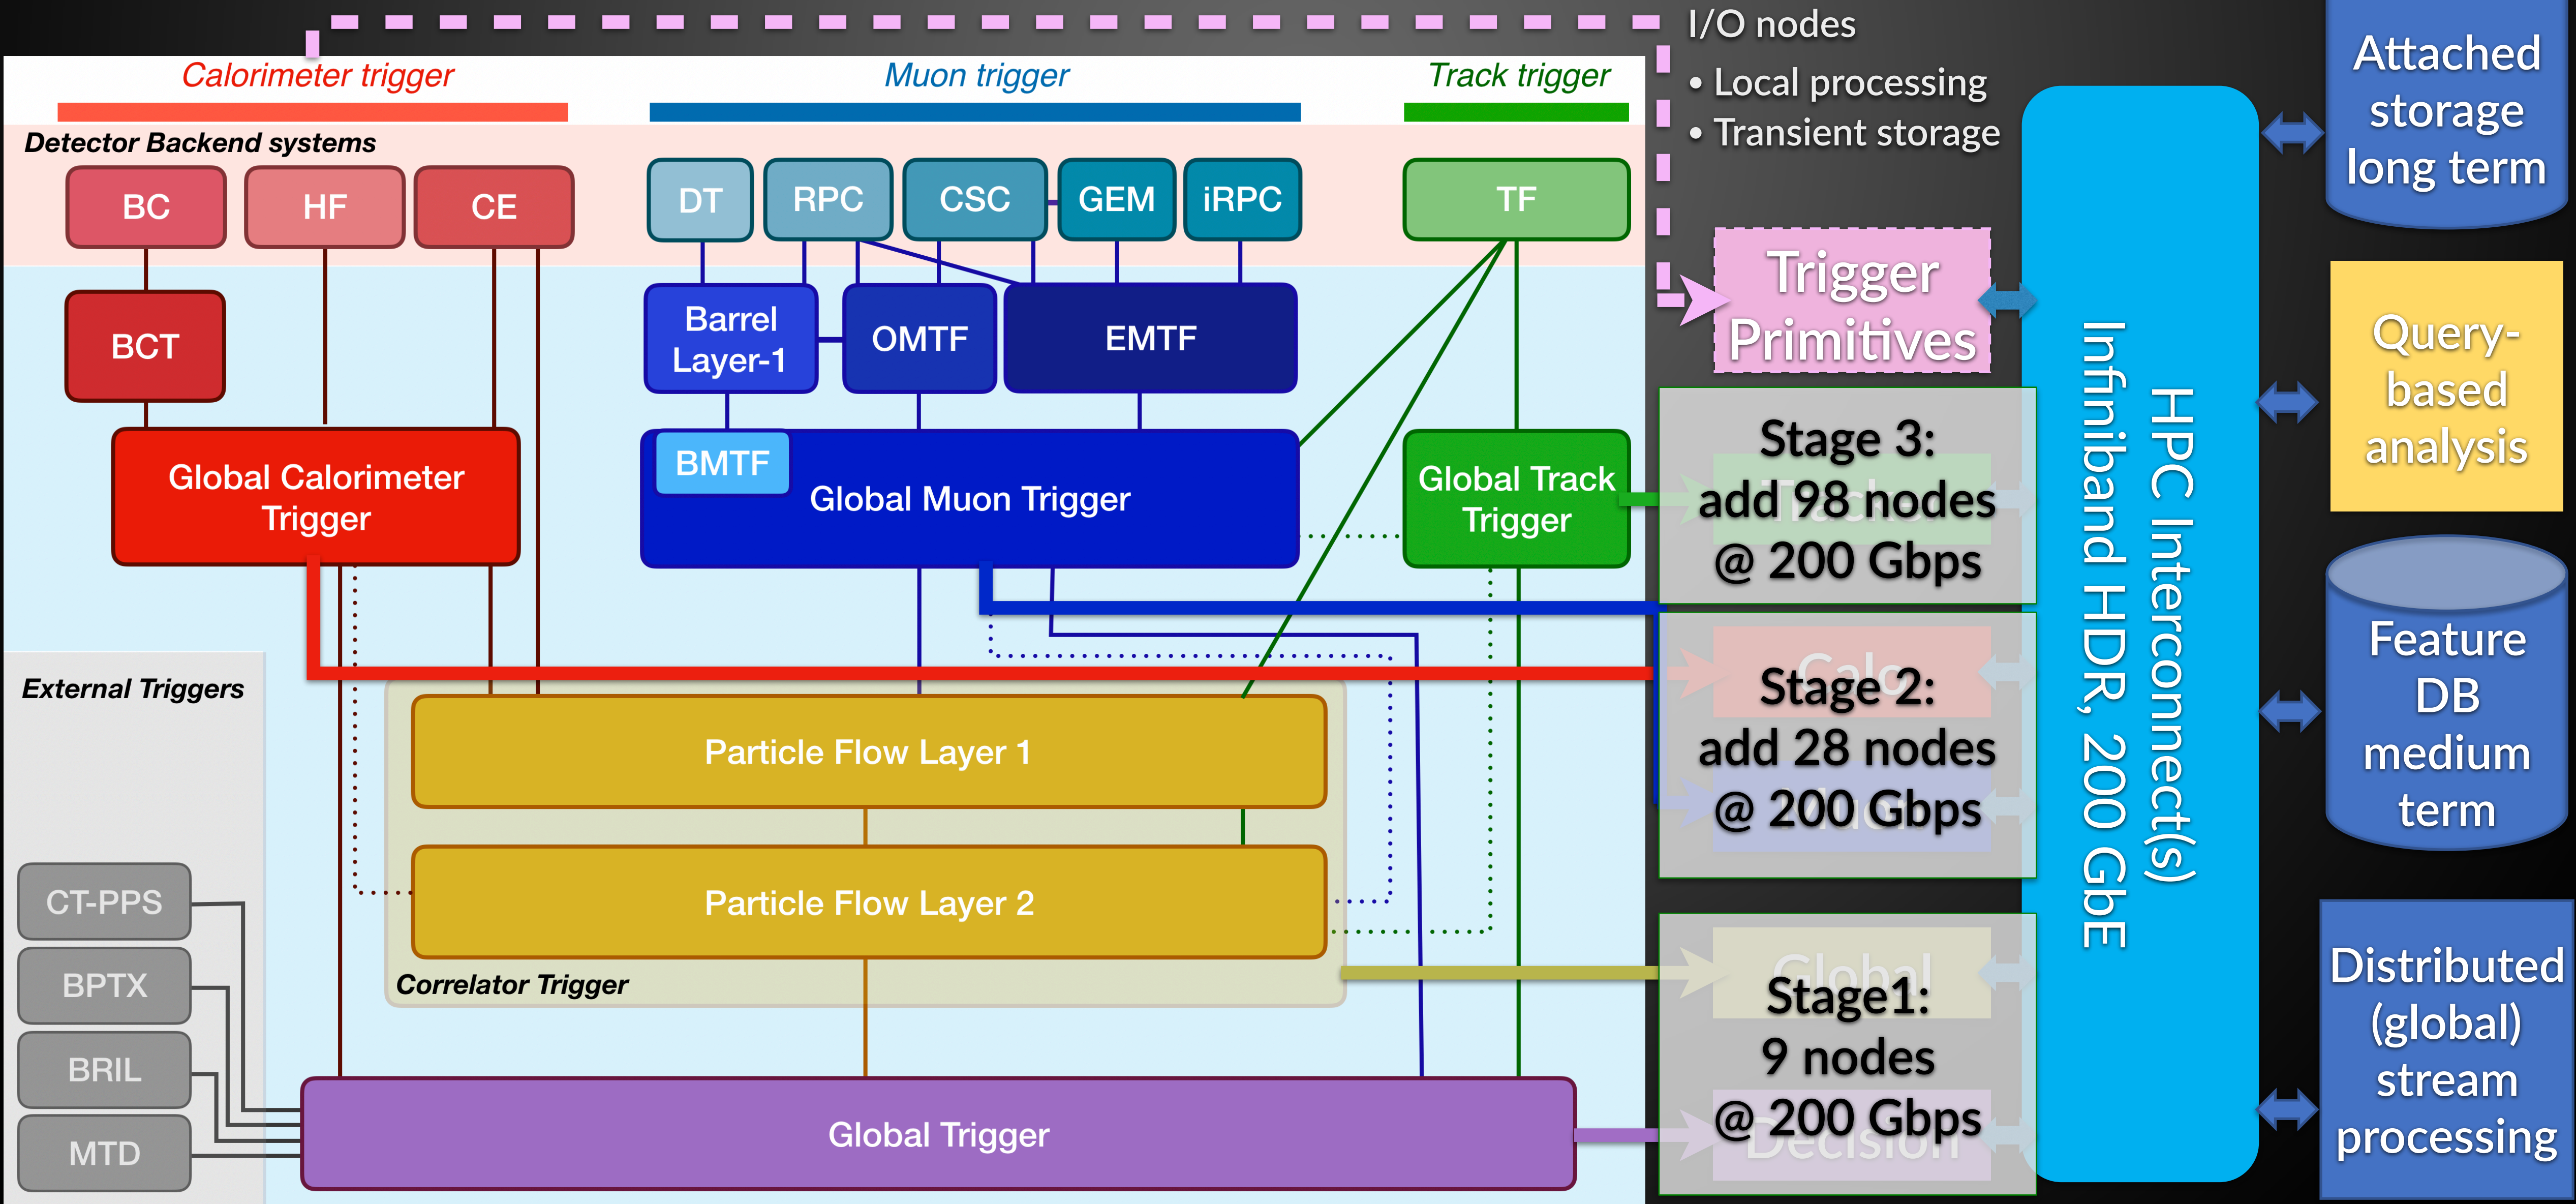 I/O nodes
• Local processing
• Transient storage
Calorimeter trigger
Muon trigger
Track trigger
Detector Backend systems
BC
HF
CE
DT
RPC
CSC
GEM
iRPC
TF
BCT
Barrel
Layer-1
OMTF
EMTF
Global Calorimeter
Trigger
BMTF
Global Muon Trigger
Global Track
Trigger
External Triggers
Particle Flow Layer 1
Particle Flow Layer 2
Correlator Trigger
CT-PPS
BPTX
BRIL
MTD
Global Trigger
Trigger
Primitives
Stage 3:
add 98 nodes
@ 200 Gbps
Tracks
Stage 2:
add 28 nodes
@ 200 Gbps
Calo
Muon
Stage1:
9 nodes
@ 200 Gbps
Global
Decision
HPC Interconnect(s)
Infiniband HDR, 200 GbE
Attached
storage
long term
Query-
based
analysis
Feature
DB
medium
term
Distributed
(global)
stream
processing